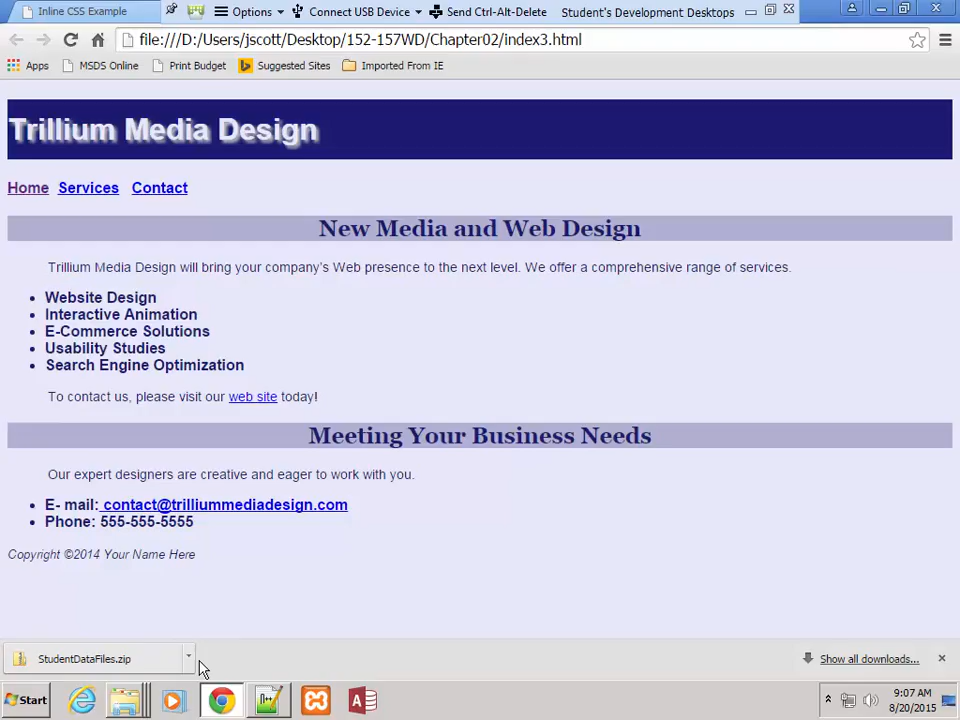 Inline CSS Example
Options
Connect USB Device
Send Ctrl-Alt-Delete
Student's Development Desktops
file:///D:/Users/jscott/Desktop/152-157WD/Chapter02/index3.html
Apps
MSDS Online
Print Budget
Suggested Sites
Imported From IE
Trillium Media Design
Home Services Contact
New Media and Web Design
Trillium Media Design will bring your company's Web presence to the next level. We offer a comprehensive range of services.
• Website Design
• Interactive Animation
• E-Commerce Solutions
• Usability Studies
• Search Engine Optimization
To contact us, please visit our web site today!
Meeting Your Business Needs
Our expert designers are creative and eager to work with you.
• E- mail: contact@trilliummediadesign.com
• Phone: 555-555-5555
Copyright ©2014 Your Name Here
StudentDataFiles.zip
Show all downloads...
Start
9:07 AM
8/20/2015